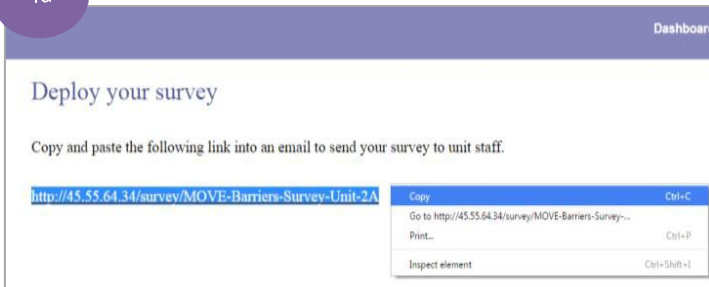 Dashboar
Deploy your survey
Copy and paste the following link into an email to send your survey to unit staff.
http://45.55.64.34/survey/MOVE-Barriers-Survey-Unit-2A
Copy Ctrl+C
Go to http://45.55.64.34/survey/MOVE-Barriers-Survey-...
Print... Ctrl+P
Inspect element Ctrl+Shift+I